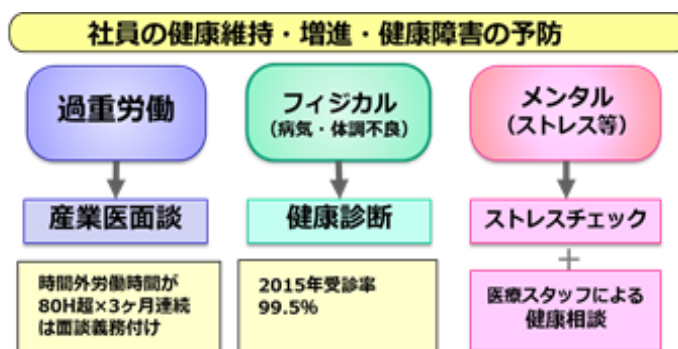 社員の健康維持・増進・健康障害の予防
過重労働
フィジカル
(病気・体調不良)
メンタル
(ストレス等)
産業医面談
健康診断
ストレスチェック
+
時間外労働時間が
80H超×3ヶ月連続
は面談義務付け
2015年受診率
99.5%
医療スタッフによる
健康相談